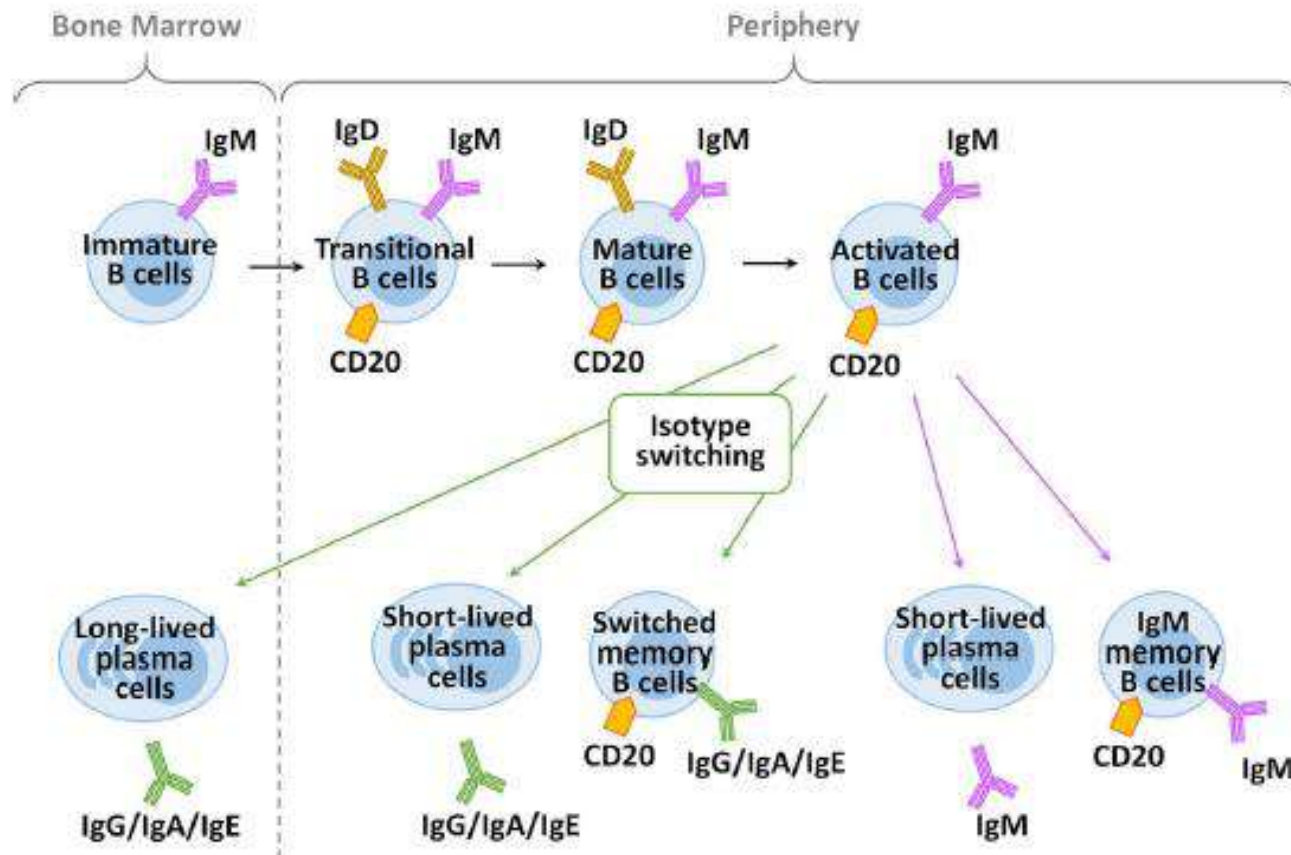 Bone Marrow
Periphery
IgM
IgD
IgM
IgD
IgM
IgM
Immature
B cells
Transitional
B cells
Mature
B cells
Activated
B cells
CD20
CD20
CD20
Isotype
switching
Long-lived
plasma
cells
Short-lived
plasma
cells
Switched
memory
B cells
Short-lived
plasma
cells
IgM
memory
B cells
CD20
CD20
IgG/IgA/IgE
IgM
IgG/IgA/IgE
IgG/IgA/IgE
IgM